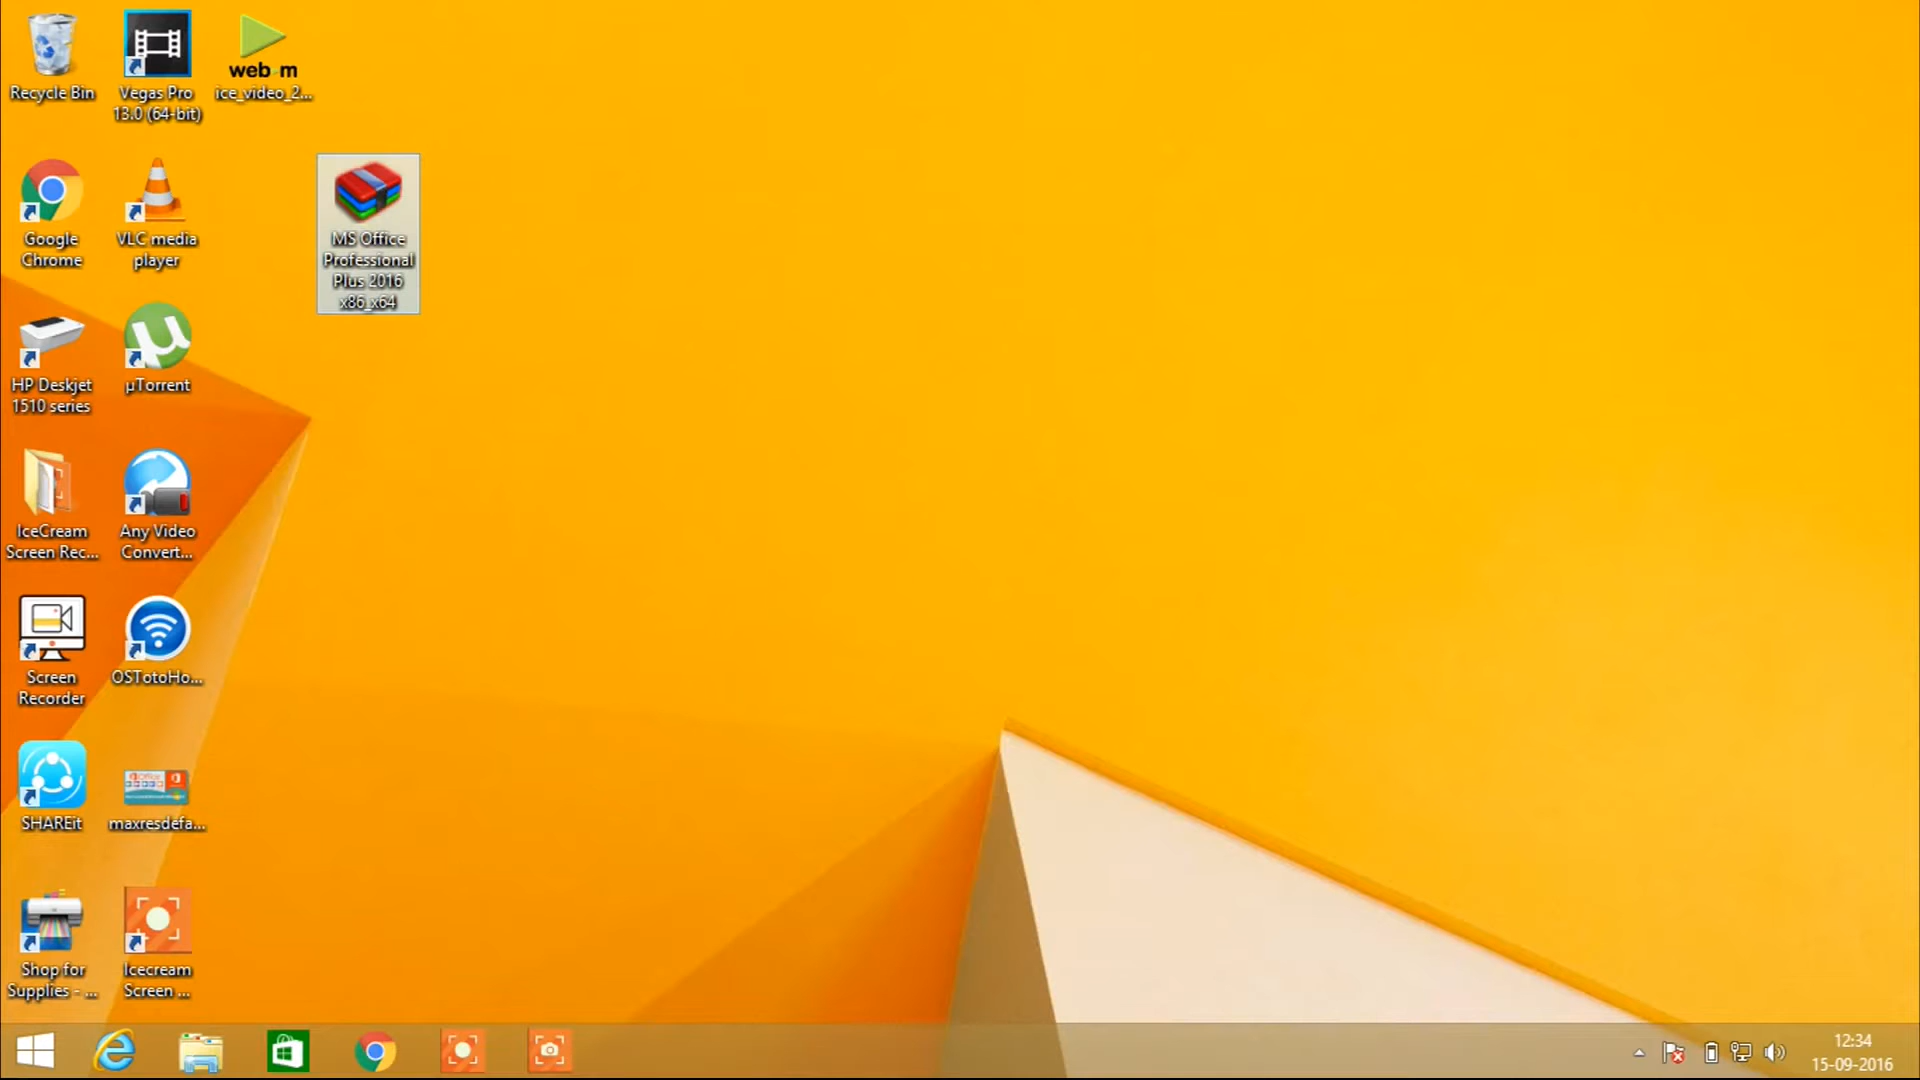 Recycle Bin
Vegas Pro
13.0 (64-bit)
web m
ice_video_2...
Google
Chrome
VLC media
player
MS Office
Professional
Plus 2016
x86_x64
HP Deskjet
1510 series
µ
µTorrent
IceCream
Screen Rec...
Any Video
Convert...
Screen
Recorder
OSTotoHo...
SHAREit
Office
maxresdefa...
Shop for
Supplies - ...
Icecream
Screen ...
12:34
15-09-2016